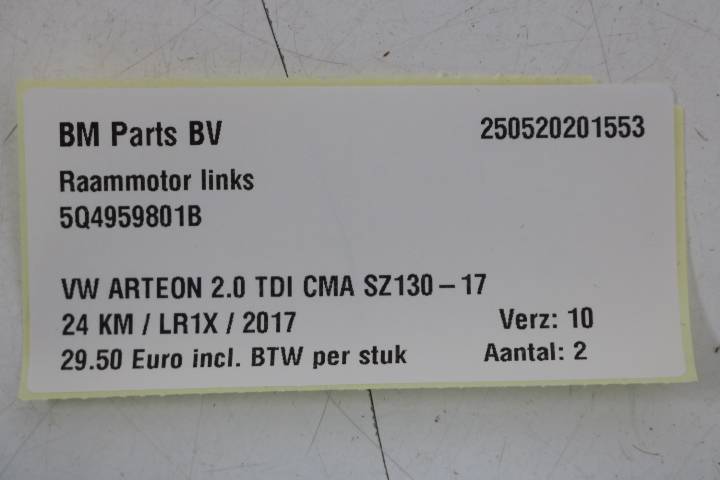 BM Parts BV 250520201553
Raammotor links
5Q4959801B
VW ARTEON 2.0 TDI CMA SZ130 – 17
24 KM / LR1X / 2017 Verz: 10
29.50 Euro incl. BTW per stuk Aantal: 2